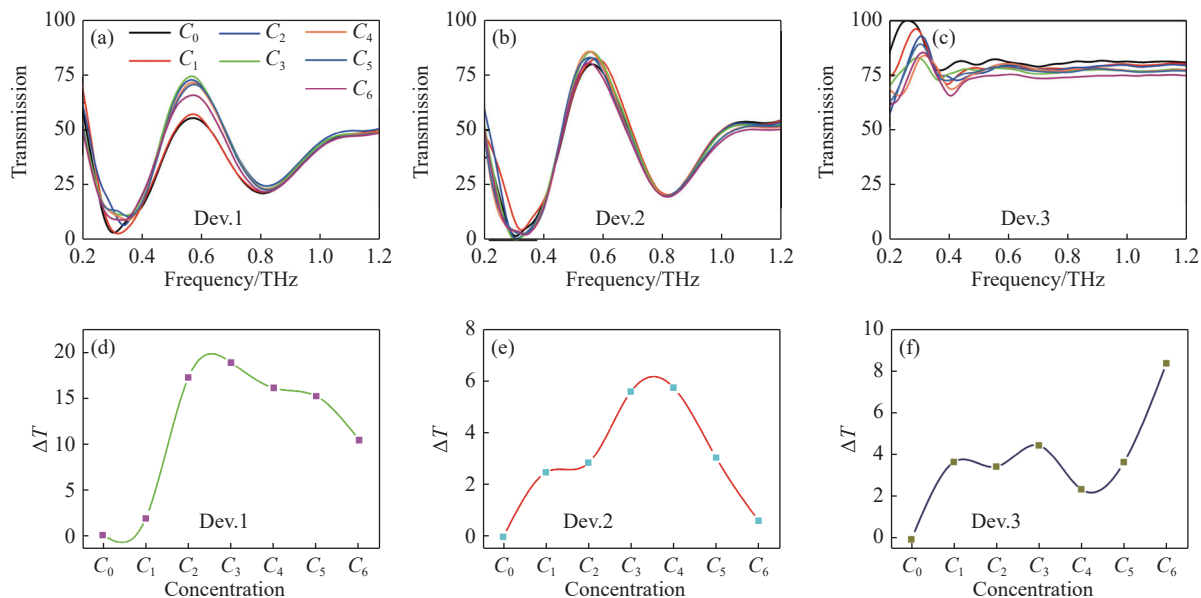 100
75
50
25
0
Transmission
(a)
C₀
C₂
C₄
C₁
C₃
C₅
C₆
Dev.1
0.2 0.4 0.6 0.8 1.0 1.2
Frequency/THz
100
75
50
25
0
Transmission
(b)
Dev.2
0.2 0.4 0.6 0.8 1.0 1.2
Frequency/THz
100
75
50
25
0
Transmission
(c)
Dev.3
0.2 0.4 0.6 0.8 1.0 1.2
Frequency/THz
20
15
10
5
0
ΔT
(d)
Dev.1
C₀ C₁ C₂ C₃ C₄ C₅ C₆
Concentration
8
6
4
2
0
ΔT
(e)
Dev.2
C₀ C₁ C₂ C₃ C₄ C₅ C₆
Concentration
10
8
6
4
2
0
ΔT
(f)
Dev.3
C₀ C₁ C₂ C₃ C₄ C₅ C₆
Concentration